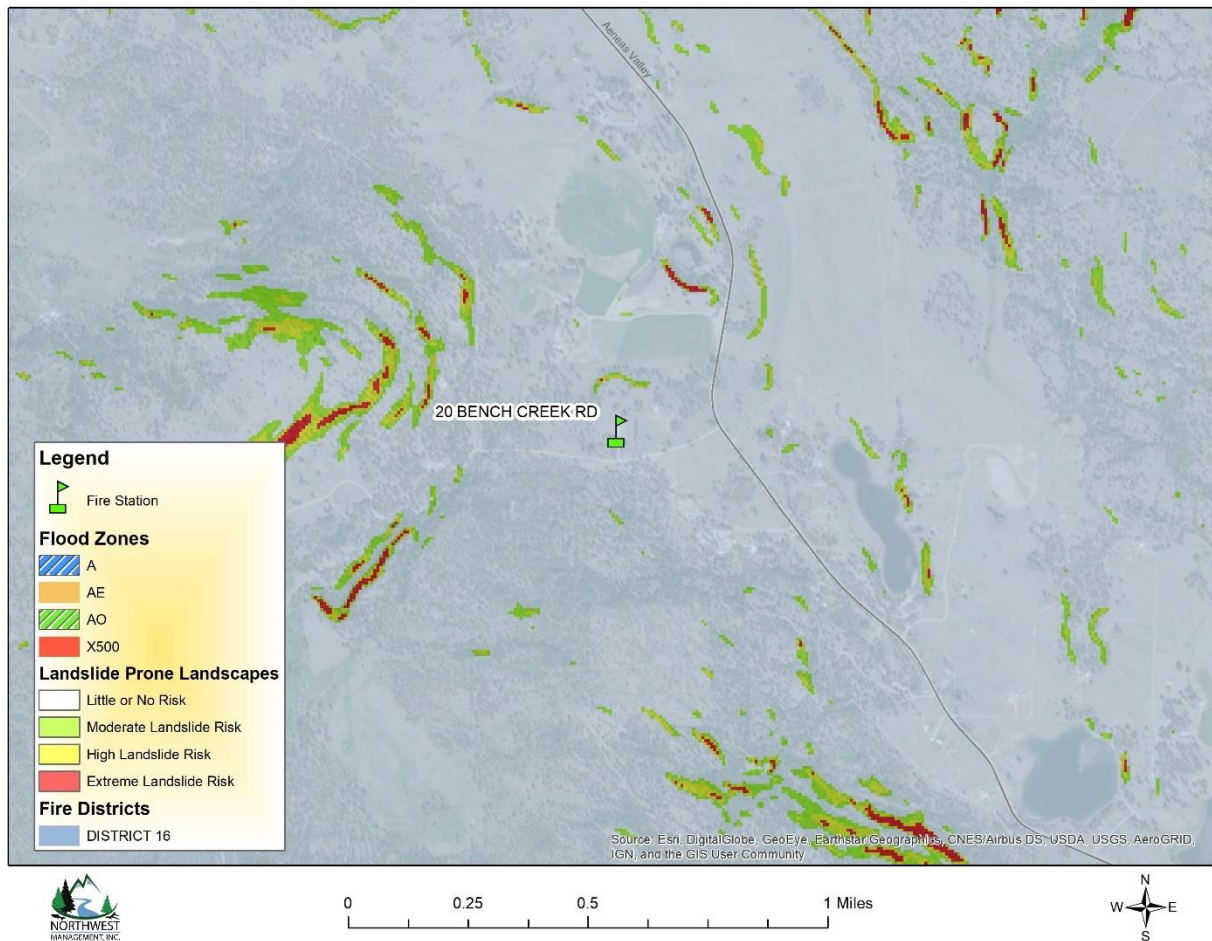 Aeneas Valley
20 BENCH CREEK RD
Legend
Fire Station
Flood Zones
A
AE
AO
X500
Landslide Prone Landscapes
Little or No Risk
Moderate Landslide Risk
High Landslide Risk
Extreme Landslide Risk
Fire Districts
DISTRICT 16
Source: Esri, DigitalGlobe, GeoEye, Earthstar Geographics, CNES/Airbus DS, USDA, USGS, AeroGRID,
IGN, and the GIS User Community
NORTHWEST
MANAGEMENT, INC.
0 0.25 0.5 1 Miles
N
W E
S